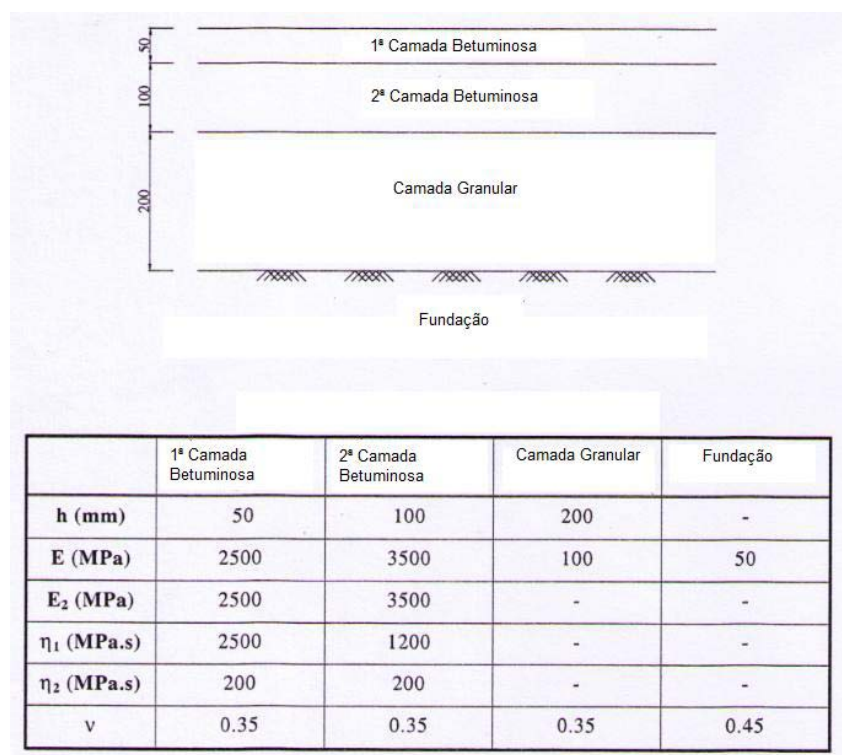 50
1ª Camada Betuminosa
100
2ª Camada Betuminosa
200
Camada Granular
Fundação
1ª Camada Betuminosa
2ª Camada Betuminosa
Camada Granular
Fundação
h (mm) 50 100 200 -
E (MPa) 2500 3500 100 50
E₂ (MPa) 2500 3500 - -
η₁ (MPa.s) 2500 1200 - -
η₂ (MPa.s) 200 200 - -
ν 0.35 0.35 0.35 0.45